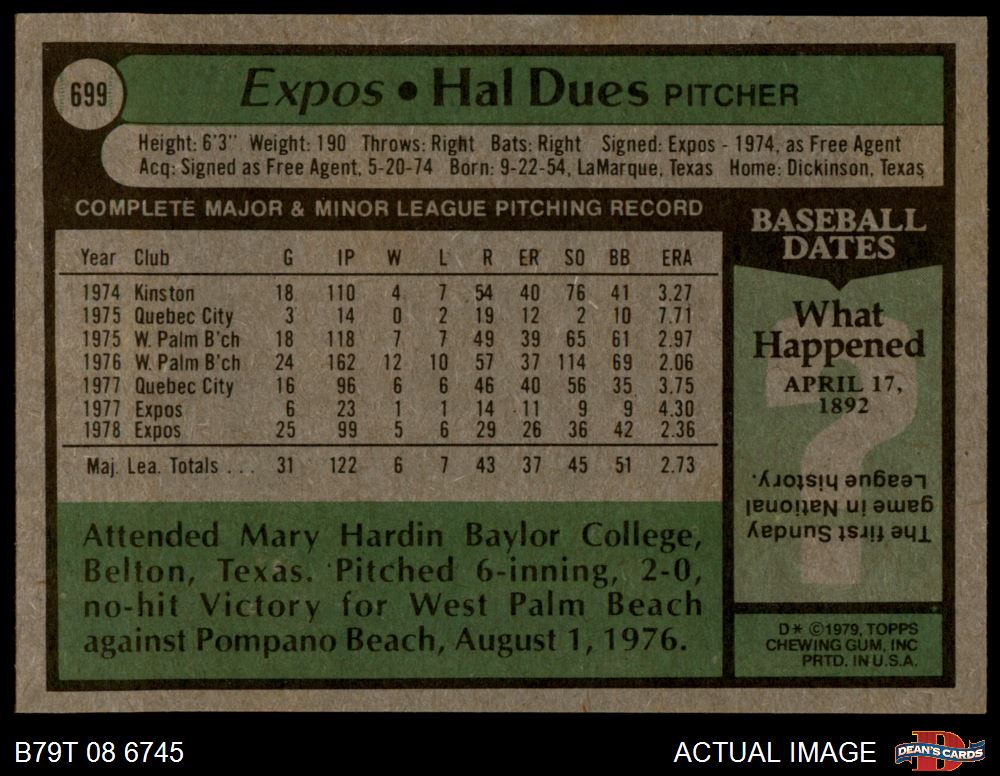 699
Expos • Hal Dues PITCHER
Height: 6'3" Weight: 190 Throws: Right Bats: Right Signed: Expos - 1974, as Free Agent
Acq: Signed as Free Agent, 5-20-74 Born: 9-22-54, LaMarque, Texas Home: Dickinson, Texas
COMPLETE MAJOR & MINOR LEAGUE PITCHING RECORD
Year Club G IP W L R ER SO BB ERA
1974 Kinston 18 110 4 7 54 40 76 41 3.27
1975 Quebec City 3 14 0 2 19 12 2 10 7.71
1975 W. Palm B'ch 18 118 7 7 49 39 65 61 2.97
1976 W. Palm B'ch 24 162 12 10 57 37 114 69 2.06
1977 Quebec City 16 96 6 6 46 40 56 35 3.75
1977 Expos 6 23 1 1 14 11 9 9 4.30
1978 Expos 25 99 5 6 29 26 36 42 2.36
Maj. Lea. Totals . . . 31 122 6 7 43 37 45 51 2.73
Attended Mary Hardin Baylor College,
Belton, Texas. Pitched 6-inning, 2-0,
no-hit Victory for West Palm Beach
against Pompano Beach, August 1, 1976.
BASEBALL
DATES
What
Happened
APRIL 17,
1892
?
The first Sunday
game in National
League history.
D* ©1979, TOPPS
CHEWING GUM, INC
PRTD. IN U.S.A.
B79T 08 6745
ACTUAL IMAGE
D
DEAN'S CARDS